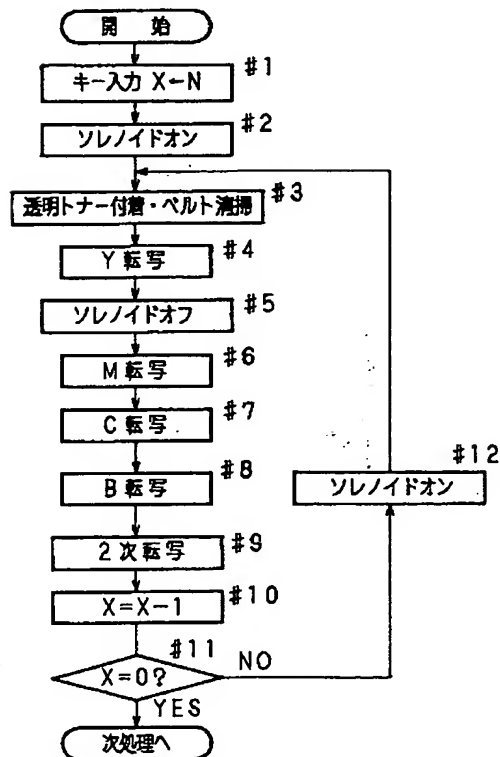 開 始
キー入力 X←N #1
ソレノイドオン #2
透明トナー付着・ベルト清掃 #3
Y転写 #4
ソレノイドオフ #5
M転写 #6
C転写 #7
B転写 #8
2次転写 #9
X=X-1 #10
X=0? #11
NO
YES
ソレノイドオン #12
次処理へ